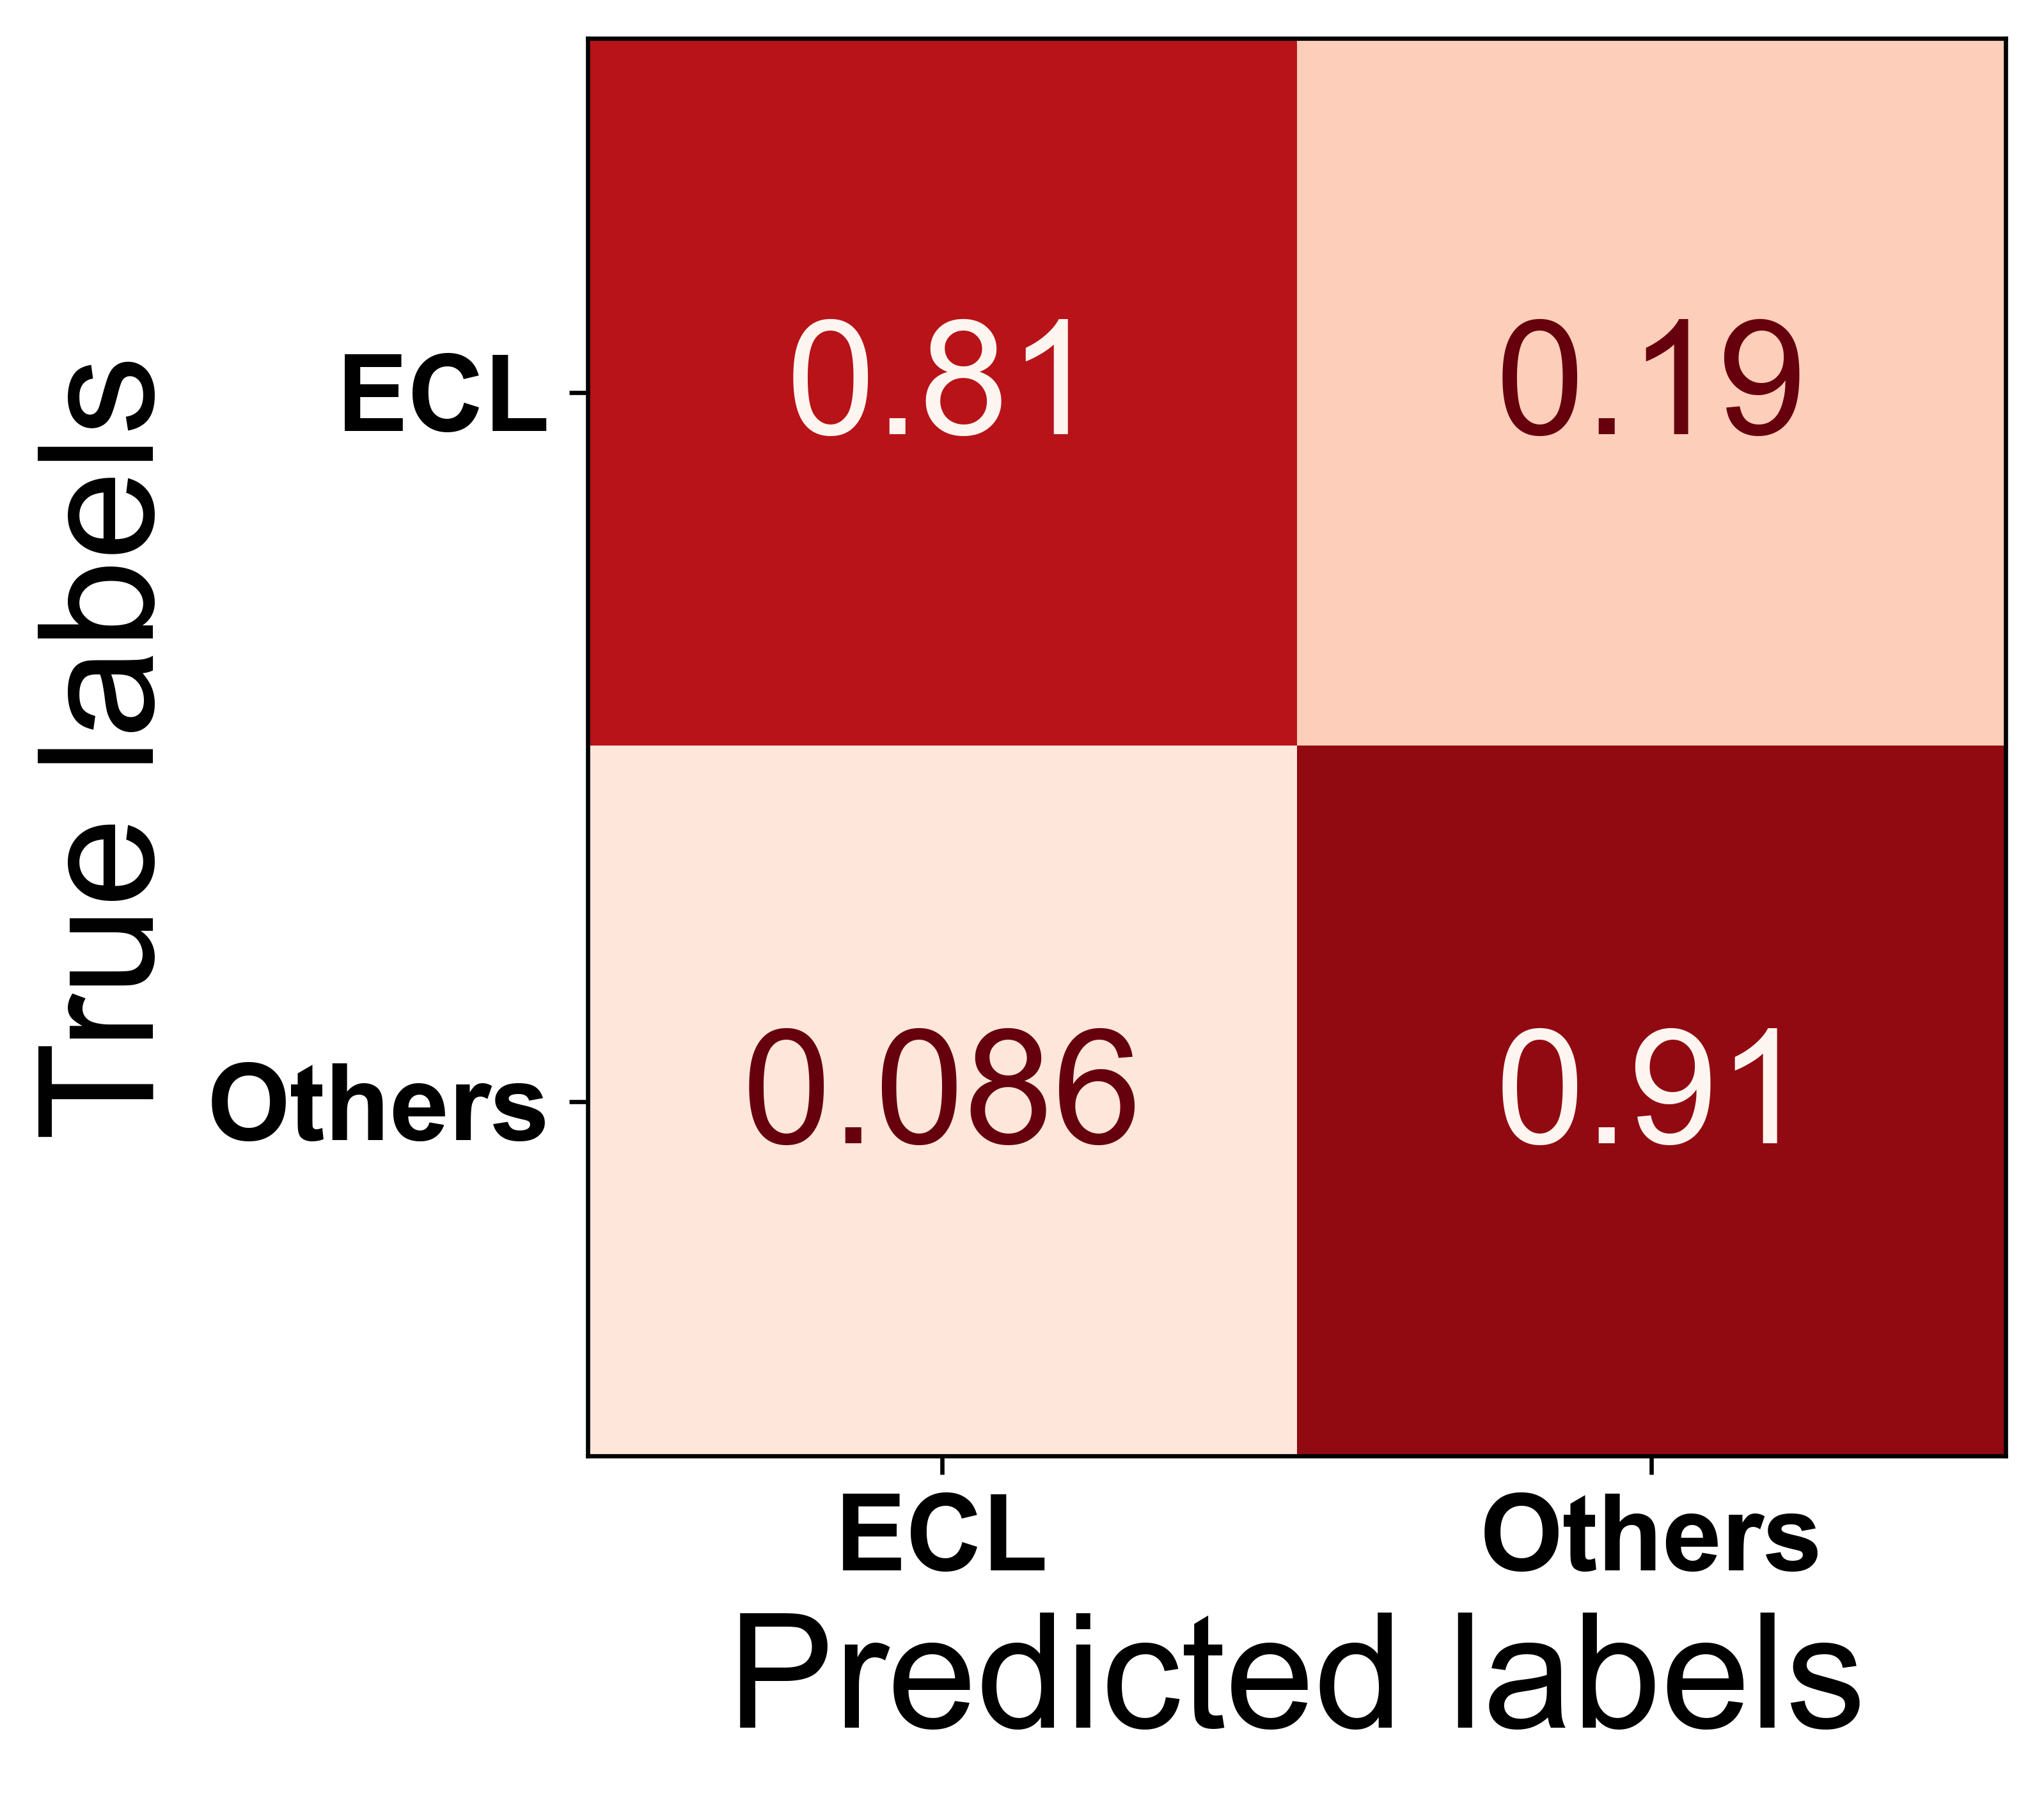 True labels
ECL
0.81
0.19
Others
0.086
0.91
ECL
Others
Predicted labels